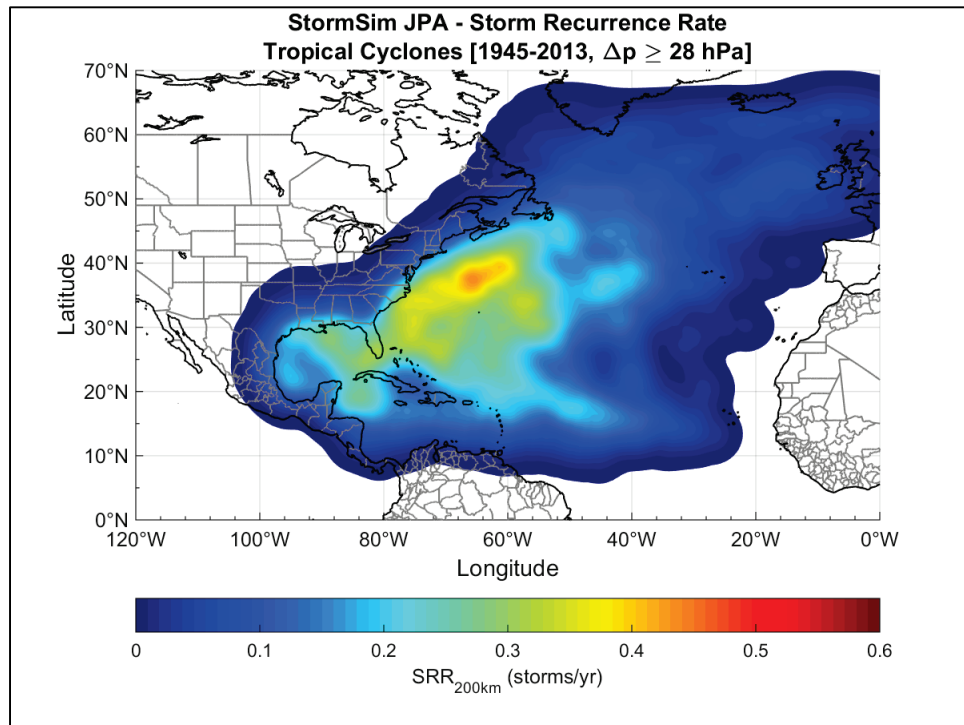 StormSim JPA - Storm Recurrence Rate
Tropical Cyclones [1945-2013, Δp ≥ 28 hPa]
70°N
60°N
50°N
40°N
30°N
20°N
10°N
0°N
Latitude
120°W 100°W 80°W 60°W 40°W 20°W 0°W
Longitude
0 0.1 0.2 0.3 0.4 0.5 0.6
SRR200km (storms/yr)